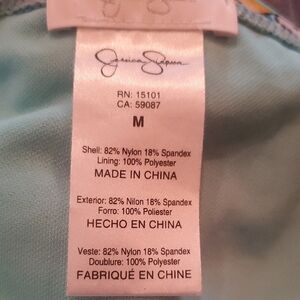 Jessica Simpson
RN: 15101
CA: 59087
M
Shell: 82% Nylon 18% Spandex
Lining: 100% Polyester
MADE IN CHINA
Exterior: 82% Nilon 18% Spandex
Forro: 100% Poliester
HECHO EN CHINA
Veste: 82% Nylon 18% Spandex
Doublure: 100% Polyester
FABRIQUÉ EN CHINE